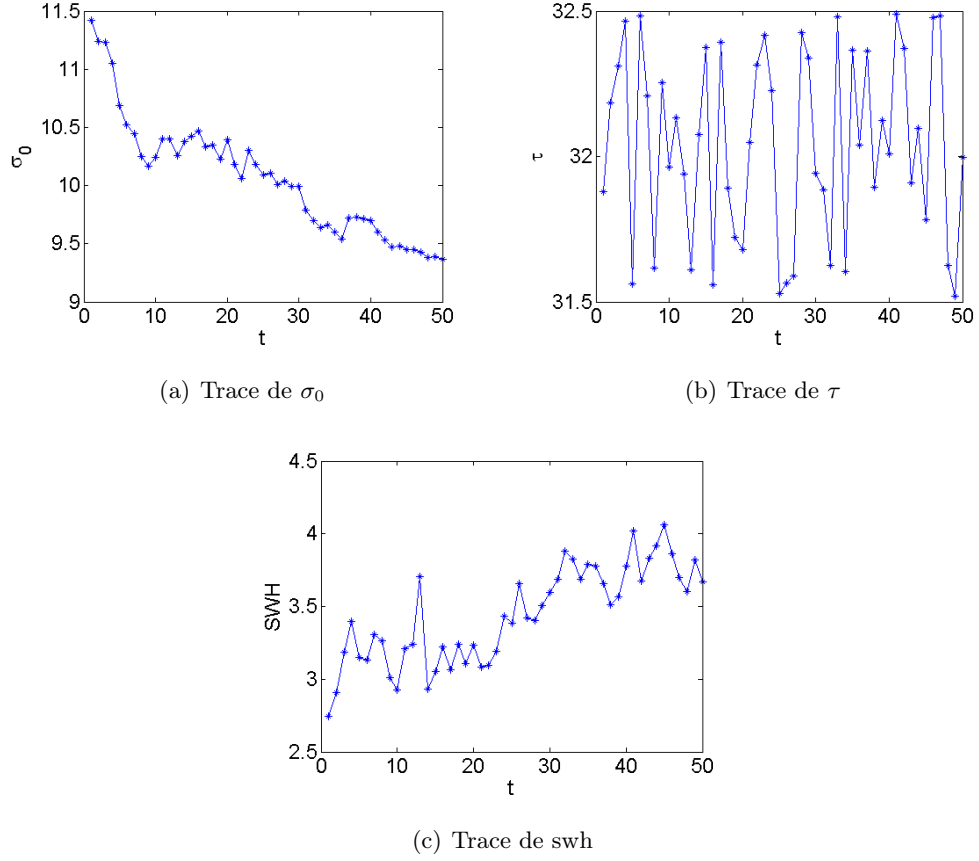 11.5
11
10.5
10
9.5
9
σ0
0 10 20 30 40 50
t
32.5
32
31.5
τ
0 10 20 30 40 50
t
(a) Trace de σ0
(b) Trace de τ
4.5
4
3.5
3
2.5
SWH
0 10 20 30 40 50
t
(c) Trace de swh